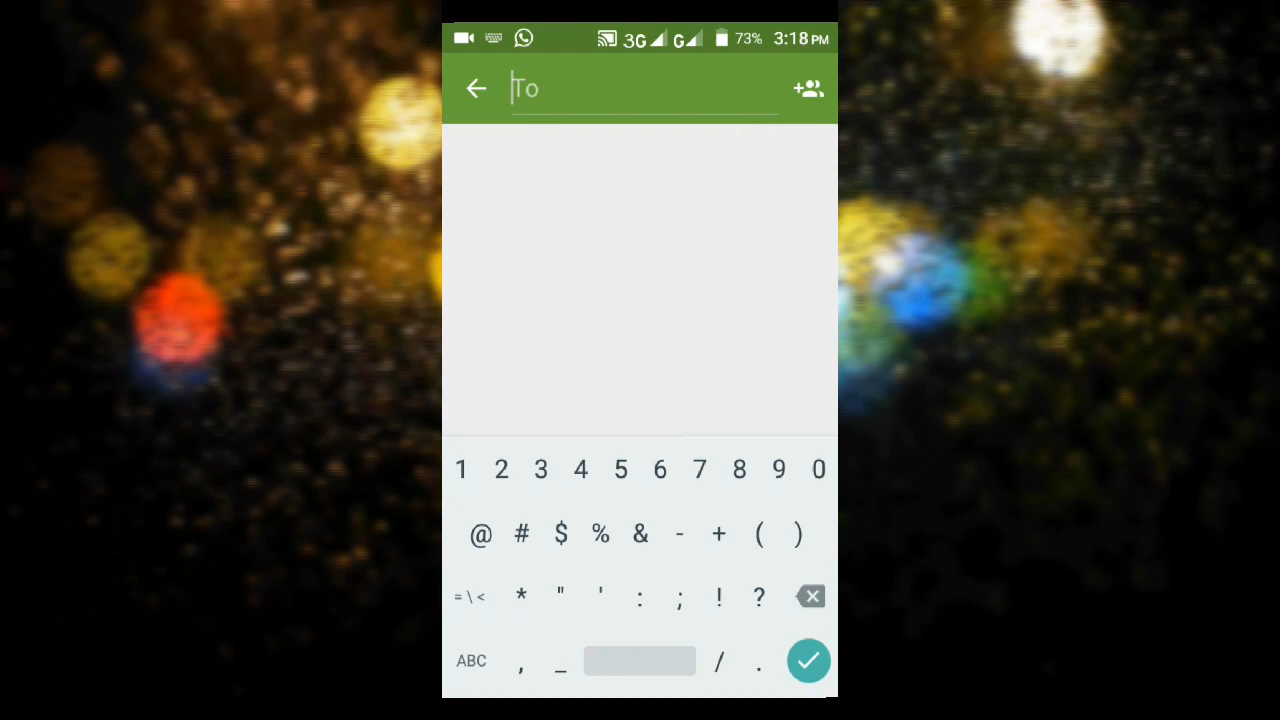 3G G 73% 3:18 PM
To
1 2 3 4 5 6 7 8 9 0
@ # $ % & - + ( )
= \ < * " ' : ; ! ?
ABC , _ / .